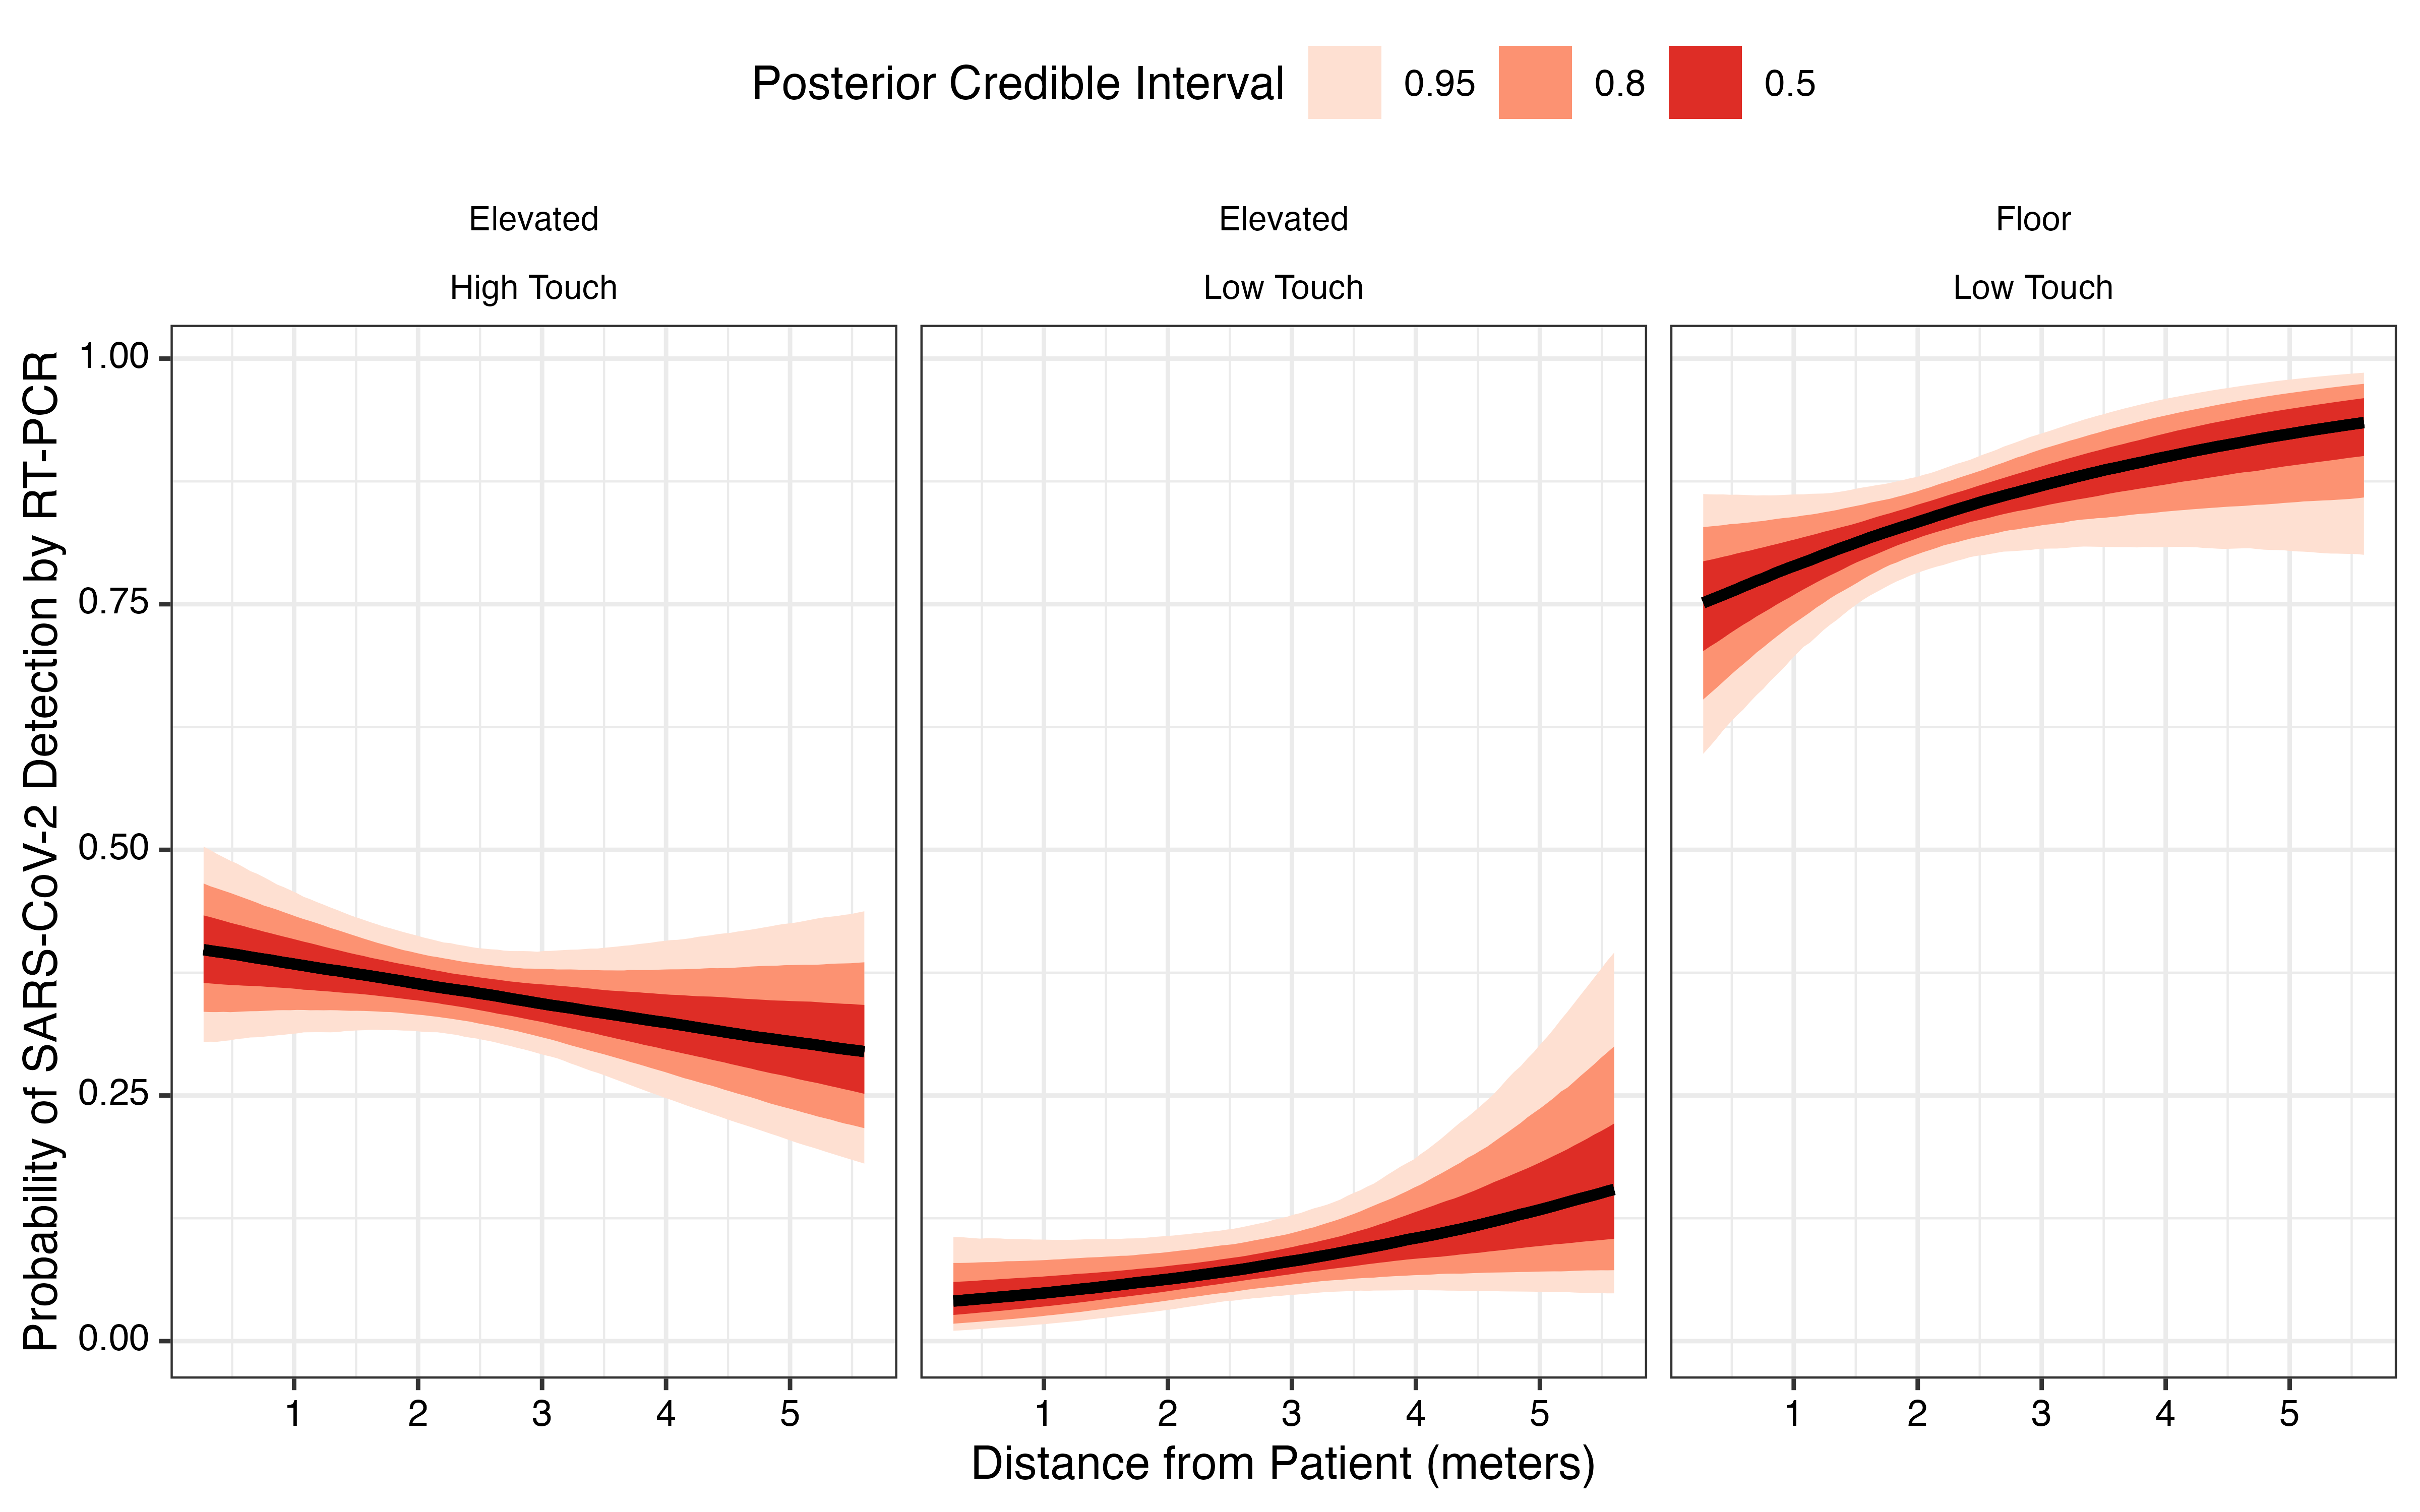 Posterior Credible Interval 0.95 0.8 0.5
Elevated
High Touch
Elevated
Low Touch
Floor
Low Touch
Probability of SARS-CoV-2 Detection by RT-PCR
1.00
0.75
0.50
0.25
0.00
1 2 3 4 5
1 2 3 4 5
1 2 3 4 5
Distance from Patient (meters)